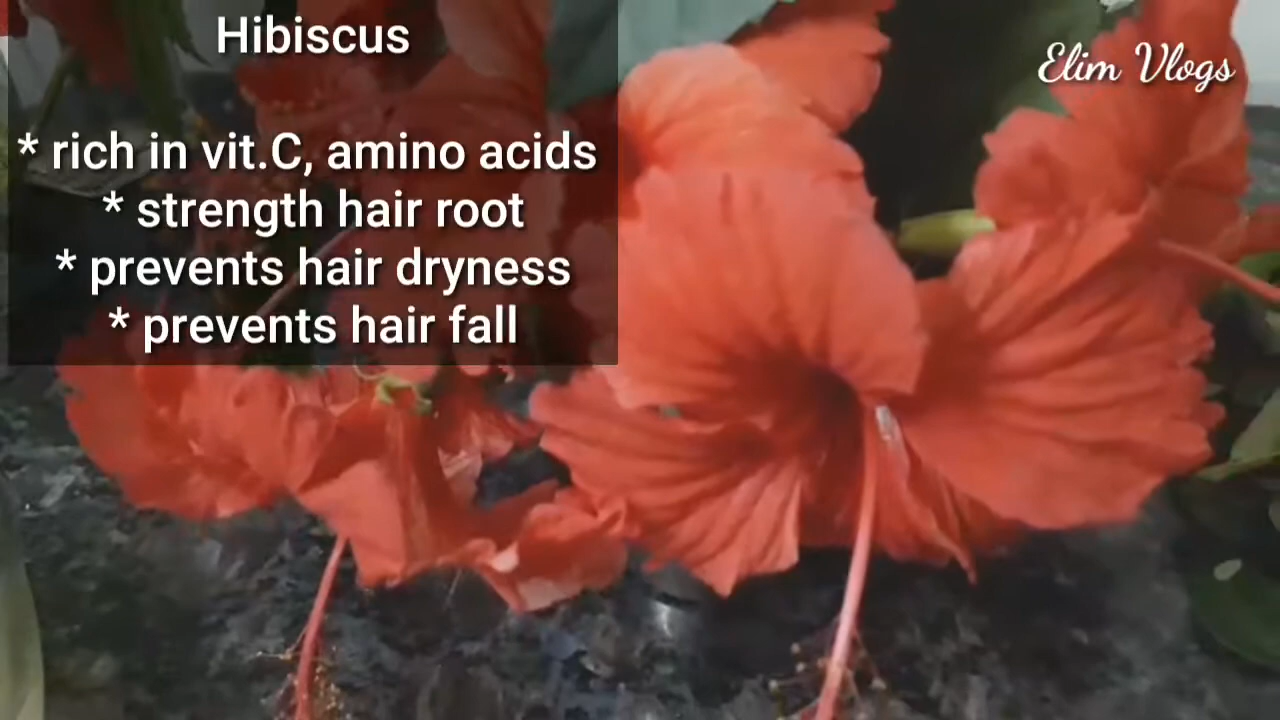 Hibiscus
Elim Vlogs
* rich in vit.C, amino acids
* strength hair root
* prevents hair dryness
* prevents hair fall